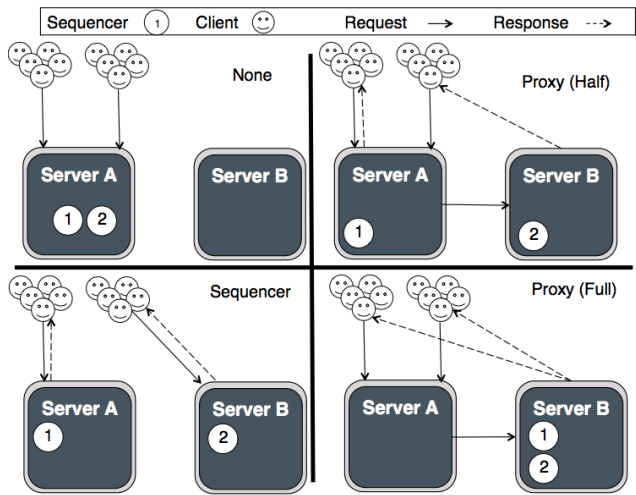 Sequencer 1 Client Request Response
None
Server A Server B
1 2
Proxy (Half)
Server A Server B
1 2
Sequencer
Server A Server B
1 2
Proxy (Full)
Server A Server B
1
2